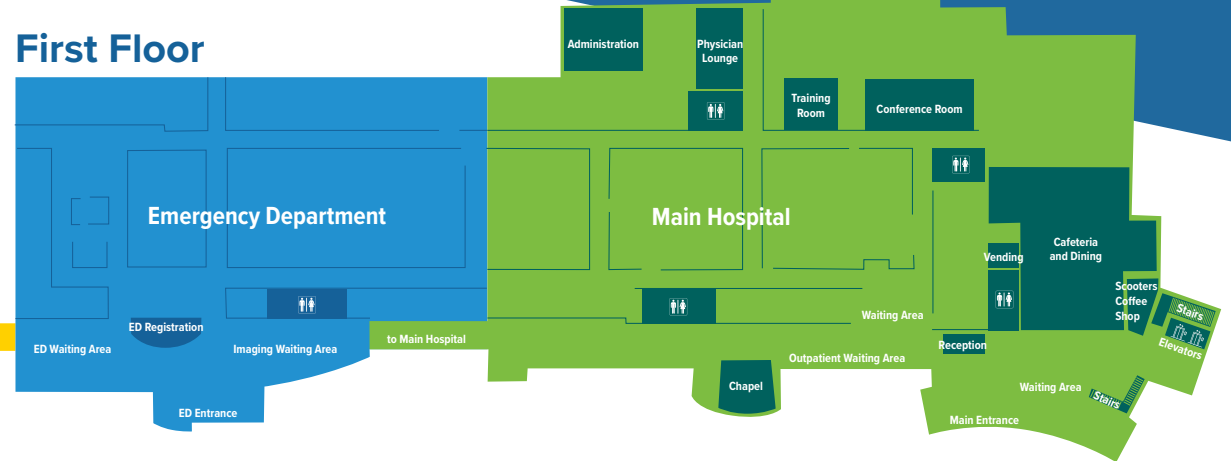 First Floor
Administration
Physician
Lounge
Training
Room
Conference Room
Emergency Department
Main Hospital
Cafeteria
and Dining
Vending
Scooters
Coffee
Shop
Stairs
Elevators
ED Registration
Waiting Area
ED Waiting Area
Imaging Waiting Area
to Main Hospital
Reception
Outpatient Waiting Area
Chapel
Waiting Area
Stairs
ED Entrance
Main Entrance